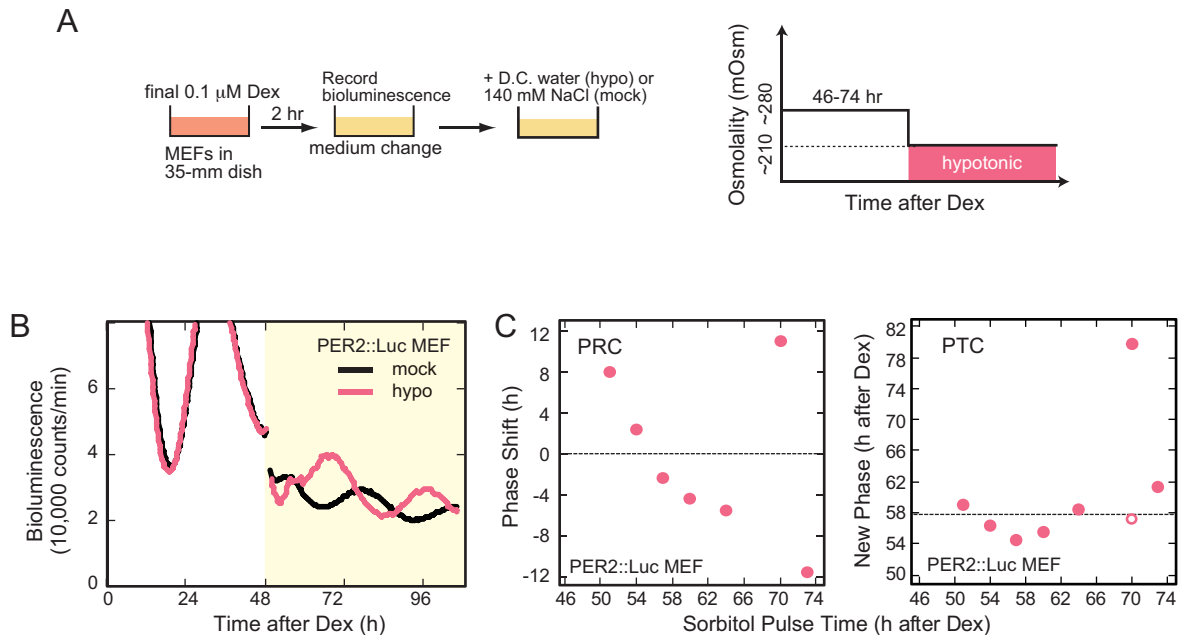 A
final 0.1 µM Dex
2 hr
MEFs in
35-mm dish
Record
bioluminescence
medium change
+ D.C. water (hypo) or
140 mM NaCl (mock)
Osmolality (mOsm)
~280
~210
46-74 hr
hypotonic
Time after Dex
B
Bioluminescence
(10,000 counts/min)
6
4
2
0
PER2::Luc MEF
mock
hypo
0 24 48 72 96
Time after Dex (h)
C
Phase Shift (h)
12
8
4
0
-4
-8
-12
PRC
PER2::Luc MEF
46 50 54 58 62 66 70 74
New Phase (h after Dex)
82
78
74
71
66
62
58
54
50
PTC
PER2::Luc MEF
46 50 54 58 62 66 70 74
Sorbitol Pulse Time (h after Dex)